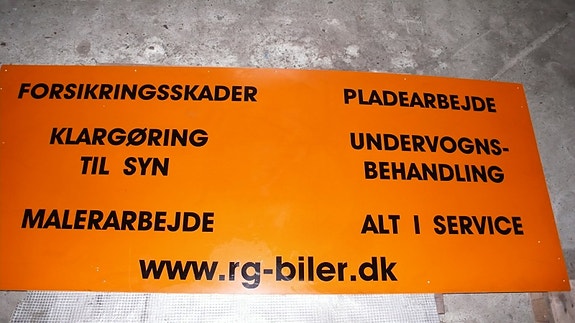 FORSIKRINGSSKADER
KLARGØRING
TIL SYN
MALERARBEJDE
PLADEARBEJDE
UNDERVOGNS-
BEHANDLING
ALT I SERVICE
www.rg-biler.dk